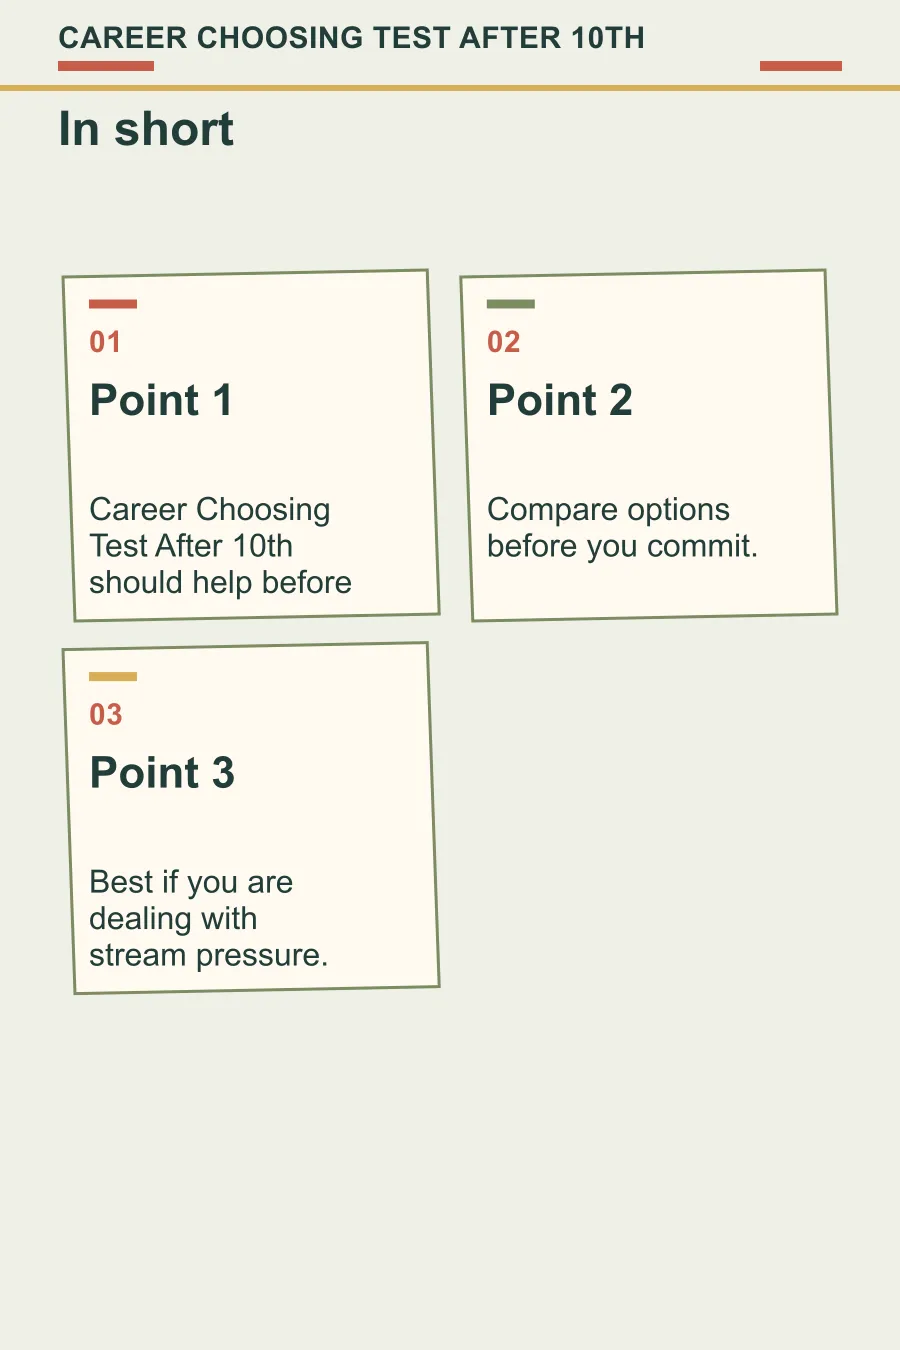 CAREER CHOOSING TEST AFTER 10TH
In short
01
Point 1
Career Choosing
Test After 10th
should help before
02
Point 2
Compare options
before you commit.
03
Point 3
Best if you are
dealing with
stream pressure.